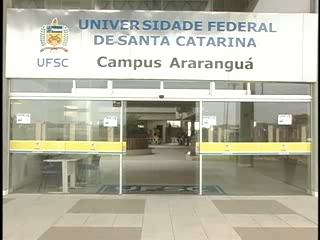 UNIVERSIDADE FEDERAL
DE SANTA CATARINA
UFSC
Campus Araranguá
UFSC